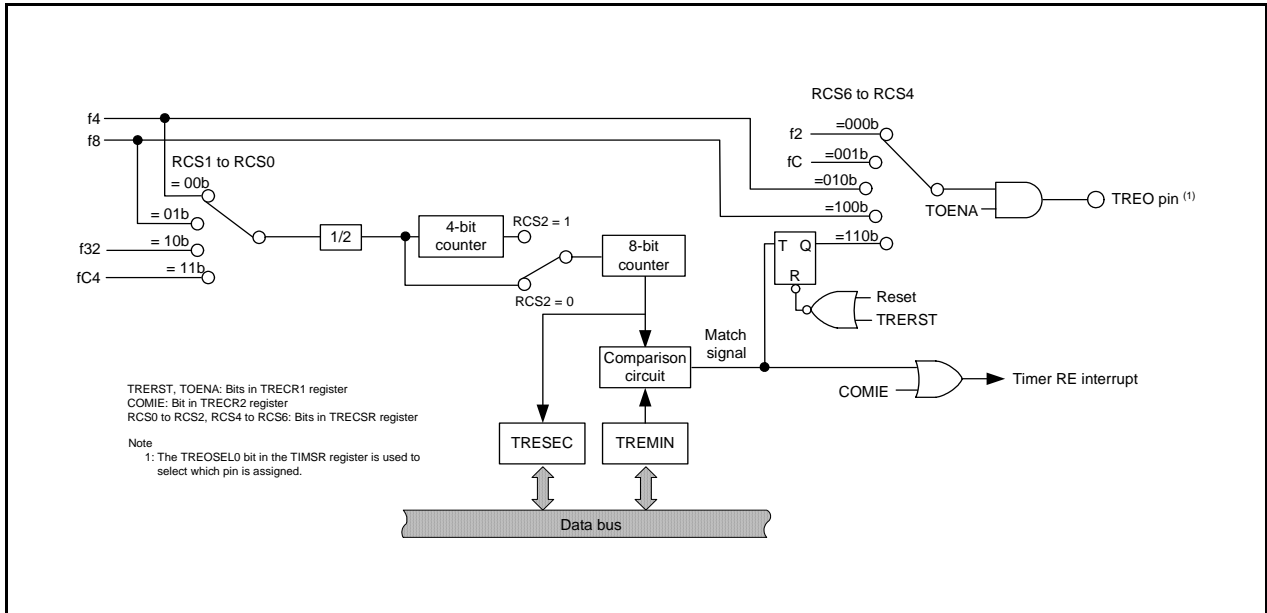 RCS6 to RCS4
f4
f2
=000b
f8
RCS1 to RCS0
fC
=001b
= 00b
=010b
TREO pin (1)
= 01b
=100b
TOENA
f32
= 10b
1/2
4-bit
counter
RCS2 = 1
8-bit
counter
T Q
=110b
fC4
= 11b
R
RCS2 = 0
Reset
TRERST
Match
signal
Comparison
circuit
Timer RE interrupt
COMIE
TRERST, TOENA: Bits in TRECR1 register
COMIE: Bit in TRECR2 register
RCS0 to RCS2, RCS4 to RCS6: Bits in TRECSR register
Note
1: The TREOSEL0 bit in the TIMSR register is used to
select which pin is assigned.
TRESEC
TREMIN
Data bus